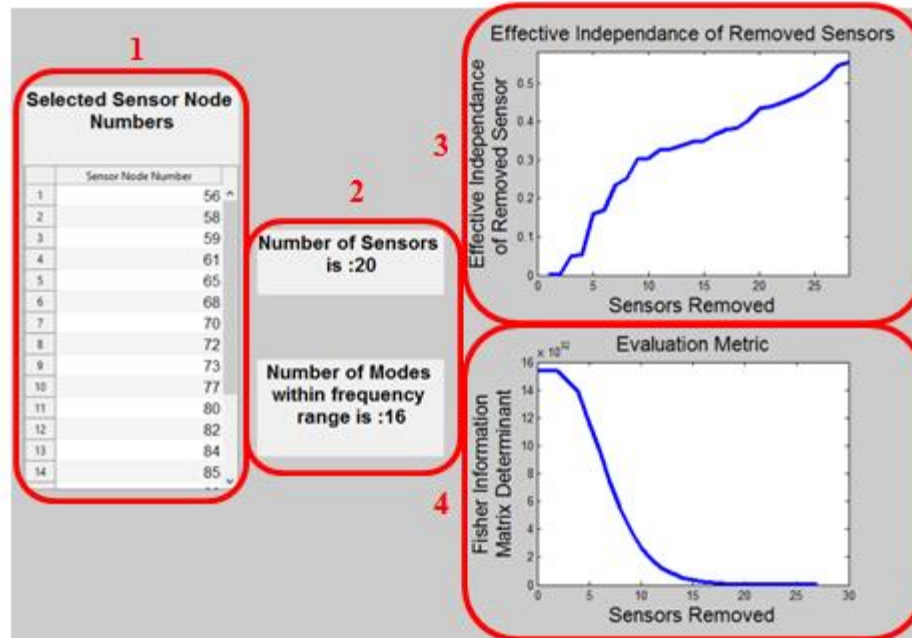 1
Selected Sensor Node
Numbers
Sensor Node Number
1 56
2 58
3 59
4 61
5 65
6 68
7 70
8 72
9 73
10 77
11 80
12 82
13 84
14 85
2
Number of Sensors
is :20
Number of Modes
within frequency
range is :16
3
Effective Independance of Removed Sensors
Effective Independance
of Removed Sensor
0.5
0.4
0.3
0.2
0.1
0
0 5 10 15 20 25
Sensors Removed
4
Evaluation Metric
Fisher Information
Matrix Determinant
16
14
12
10
8
6
4
2
0
0 5 10 15 20 25 30
Sensors Removed